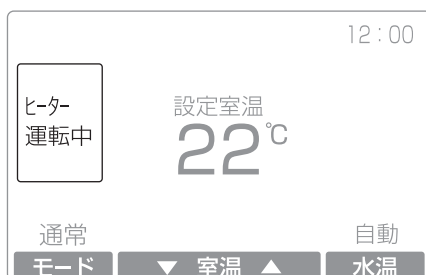 12:00
ヒーター
運転中
設定室温
22℃
通常
自動
モード
▼ 室温 ▲
水温